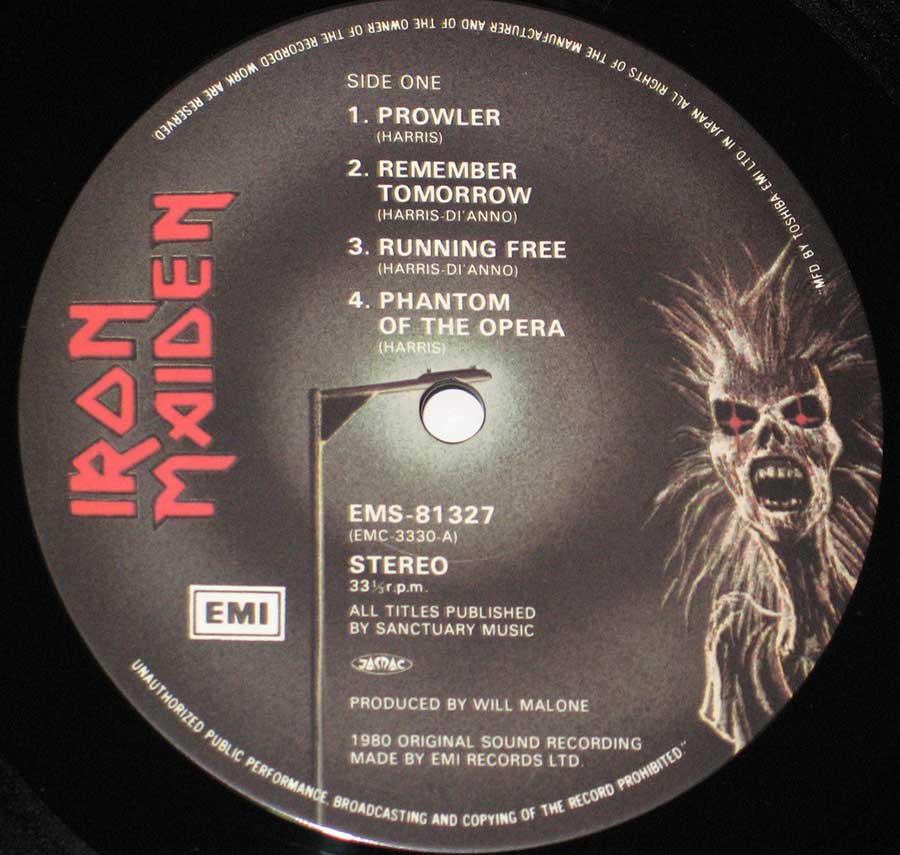 SIDE ONE
1. PROWLER
(HARRIS)
2. REMEMBER
TOMORROW
(HARRIS-DI'ANNO)
3. RUNNING FREE
(HARRIS-DI'ANNO)
4. PHANTOM
OF THE OPERA
(HARRIS)
IRON
MAIDEN
EMS-81327
(EMC-3330-A)
STEREO
33⅓r.p.m.
EMI
ALL TITLES PUBLISHED
BY SANCTUARY MUSIC
JASRAC
PRODUCED BY WILL MALONE
1980 ORIGINAL SOUND RECORDING
MADE BY EMI RECORDS LTD.
"MFD BY TOSHIBA-EMI LTD. IN JAPAN ALL RIGHTS OF THE MANUFACTURER AND OF THE OWNER OF THE RECORDED WORK ARE RESERVED.
UNAUTHORIZED PUBLIC PERFORMANCE, BROADCASTING AND COPYING OF THE RECORD PROHIBITED."